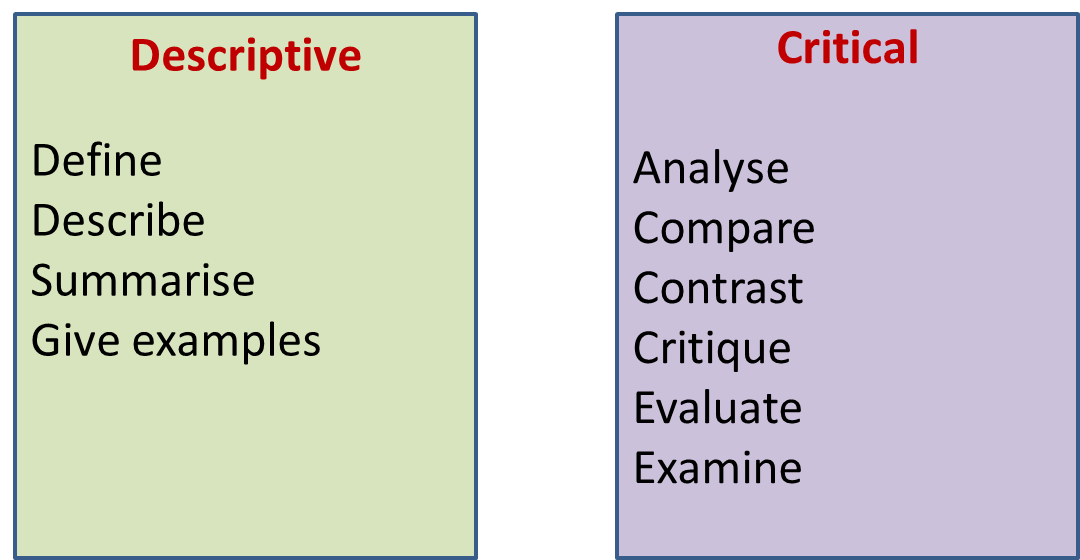 Descriptive
Define
Describe
Summarise
Give examples
Critical
Analyse
Compare
Contrast
Critique
Evaluate
Examine